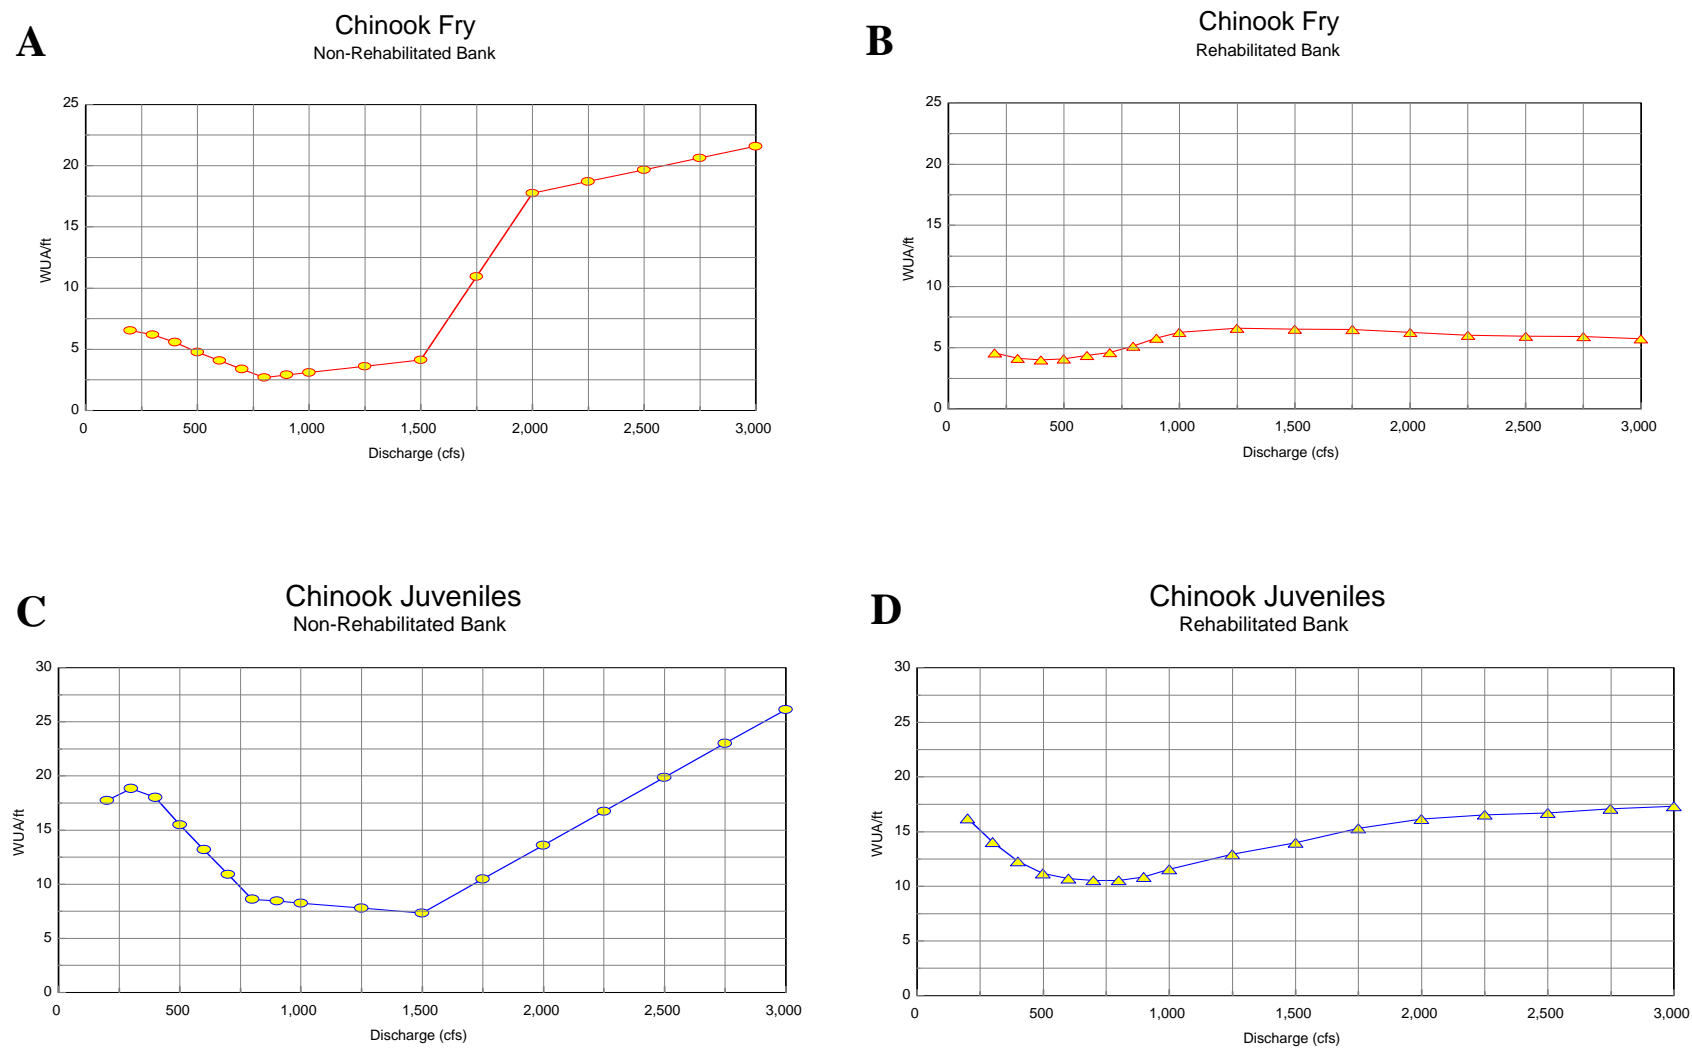 A
Chinook Fry
Non-Rehabilitated Bank
25
20
15
10
5
0
WUA/ft
0 500 1,000 1,500 2,000 2,500 3,000
Discharge (cfs)
B
Chinook Fry
Rehabilitated Bank
25
20
15
10
5
0
WUA/ft
0 500 1,000 1,500 2,000 2,500 3,000
Discharge (cfs)
C
Chinook Juveniles
Non-Rehabilitated Bank
30
25
20
15
10
5
0
WUA/ft
0 500 1,000 1,500 2,000 2,500 3,000
Discharge (cfs)
D
Chinook Juveniles
Rehabilitated Bank
30
25
20
15
10
5
0
WUA/ft
0 500 1,000 1,500 2,000 2,500 3,000
Discharge (cfs)